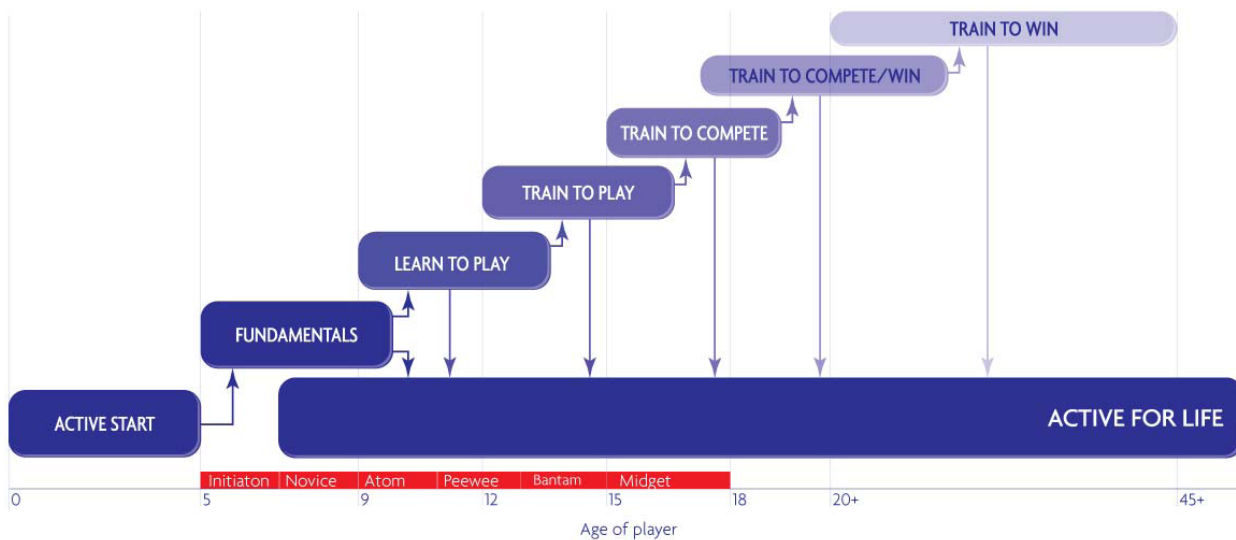 TRAIN TO WIN
TRAIN TO COMPETE/WIN
TRAIN TO COMPETE
TRAIN TO PLAY
LEARN TO PLAY
FUNDAMENTALS
ACTIVE START
ACTIVE FOR LIFE
Initiaton Novice Atom Peewee Bantam Midget
0 5 9 12 15 18 20+ 45+
Age of player